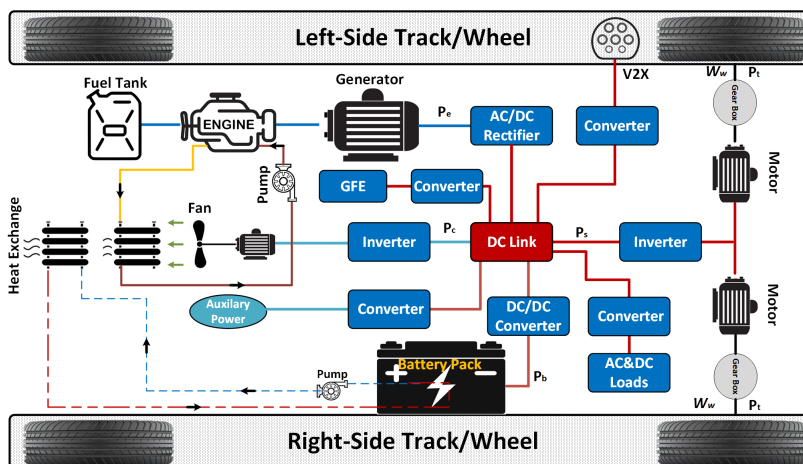 Left-Side Track/Wheel
V2X
Ww
Pt
Gear Box
Fuel Tank
ENGINE
Generator
Pe
AC/DC
Rectifier
Converter
Motor
Pump
GFE
Converter
Heat Exchange
Fan
Inverter
Pc
DC Link
Ps
Inverter
Auxilary
Power
Converter
DC/DC
Converter
Converter
Motor
Pump
Battery Pack
Pb
AC&DC
Loads
Gear Box
Ww
Pt
Right-Side Track/Wheel